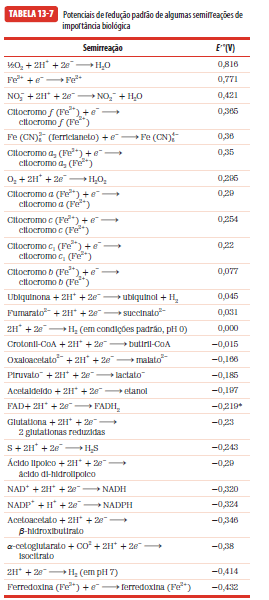 TABELA 13-7 Potenciais de redução padrão de algumas semirreações de
importância biológica
Semirreação E'°(V)
½O₂ + 2H⁺ + 2e⁻ ⟶ H₂O 0,816
Fe³⁺ + e⁻ ⟶ Fe²⁺ 0,771
NO₃⁻ + 2H⁺ + 2e⁻ ⟶ NO₂⁻ + H₂O 0,421
Citocromo f (Fe³⁺) + e⁻ ⟶ 0,365
citocromo f (Fe²⁺)
Fe (CN)₆³⁻ (ferricianeto) + e⁻ ⟶ Fe (CN)₆⁴⁻ 0,36
Citocromo a₃ (Fe³⁺) + e⁻ ⟶ 0,35
citocromo a₃ (Fe²⁺)
O₂ + 2H⁺ + 2e⁻ ⟶ H₂O₂ 0,295
Citocromo a (Fe³⁺) + e⁻ ⟶ 0,29
citocromo a (Fe²⁺)
Citocromo c (Fe³⁺) + e⁻ ⟶ 0,254
citocromo c (Fe²⁺)
Citocromo c₁ (Fe³⁺) + e⁻ ⟶ 0,22
citocromo c₁ (Fe²⁺)
Citocromo b (Fe³⁺) + e⁻ ⟶ 0,077
citocromo b (Fe²⁺)
Ubiquinona + 2H⁺ + 2e⁻ ⟶ ubiquinol + H₂ 0,045
Fumarato²⁻ + 2H⁺ + 2e⁻ ⟶ succinato²⁻ 0,031
2H⁺ + 2e⁻ ⟶ H₂ (em condições padrão, pH 0) 0,000
Crotonil-CoA + 2H⁺ + 2e⁻ ⟶ butiril-CoA −0,015
Oxaloacetato²⁻ + 2H⁺ + 2e⁻ ⟶ malato²⁻ −0,166
Piruvato⁻ + 2H⁺ + 2e⁻ ⟶ lactato⁻ −0,185
Acetaldeído + 2H⁺ + 2e⁻ ⟶ etanol −0,197
FAD+ 2H⁺ + 2e⁻ ⟶ FADH₂ −0,219*
Glutationa + 2H⁺ + 2e⁻ ⟶ −0,23
2 glutationas reduzidas
S + 2H⁺ + 2e⁻ ⟶ H₂S −0,243
Ácido lipoico + 2H⁺ + 2e⁻ ⟶ −0,29
ácido di-hidrolipoico
NAD⁺ + 2H⁺ + 2e⁻ ⟶ NADH −0,320
NADP⁺ + H⁺ + 2e⁻ ⟶ NADPH −0,324
Acetoacetato + 2H⁺ + 2e⁻ ⟶ −0,346
β-hidroxibutirato
α-cetoglutarato + CO² + 2H⁺ + 2e⁻ ⟶ −0,38
isocitrato
2H⁺ + 2e⁻ ⟶ H₂ (em pH 7) −0,414
Ferredoxina (Fe³⁺) + e⁻ ⟶ ferredoxina (Fe²⁺) −0,432